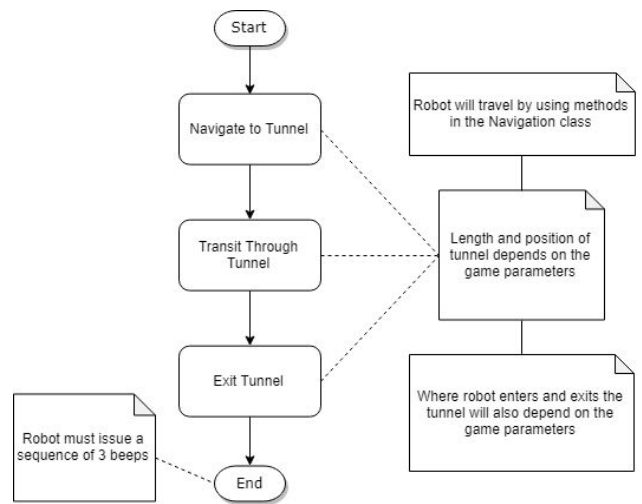 Start
Navigate to Tunnel
Transit Through
Tunnel
Exit Tunnel
End
Robot will travel by using methods
in the Navigation class
Length and position of
tunnel depends on the
game parameters
Where robot enters and exits the
tunnel will also depend on the
game parameters
Robot must issue a
sequence of 3 beeps